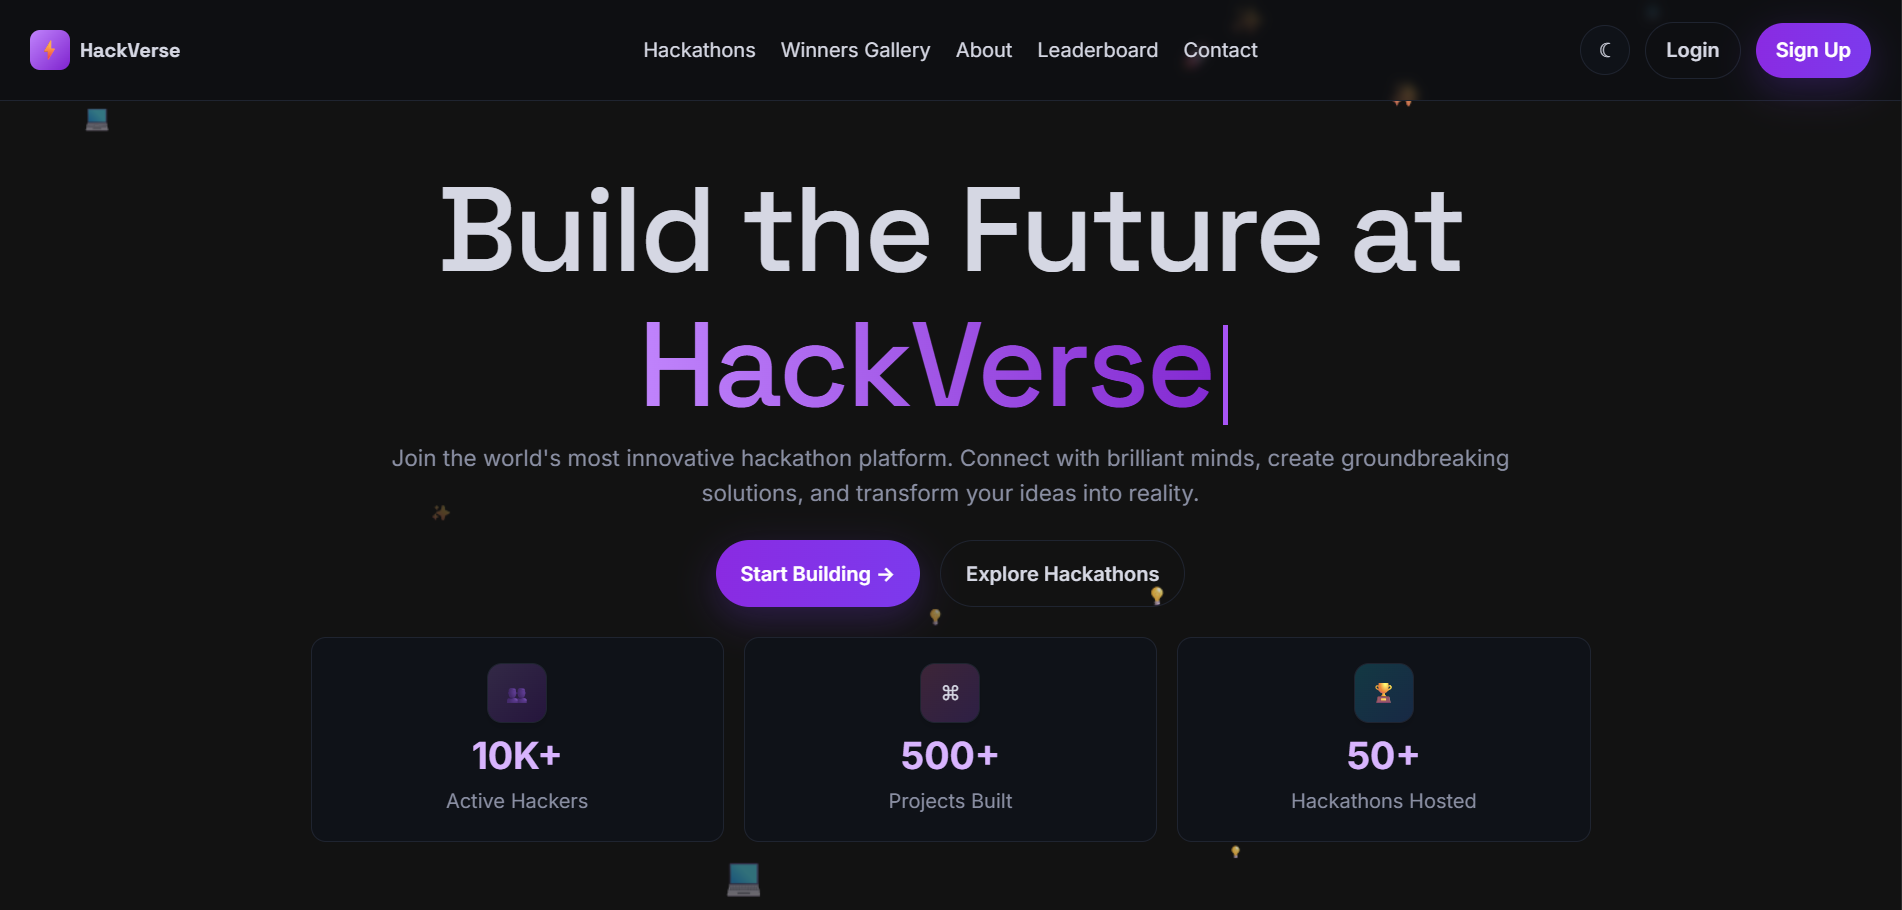 HackVerse
Hackathons Winners Gallery About Leaderboard Contact
Login
Sign Up
Build the Future at
HackVerse
Join the world's most innovative hackathon platform. Connect with brilliant minds, create groundbreaking
solutions, and transform your ideas into reality.
Start Building →
Explore Hackathons
10K+
Active Hackers
500+
Projects Built
50+
Hackathons Hosted